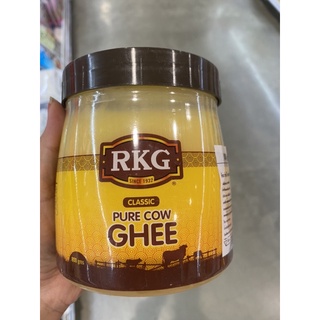 RKG
SINCE 1937
®
CLASSIC
PURE COW
GHEE